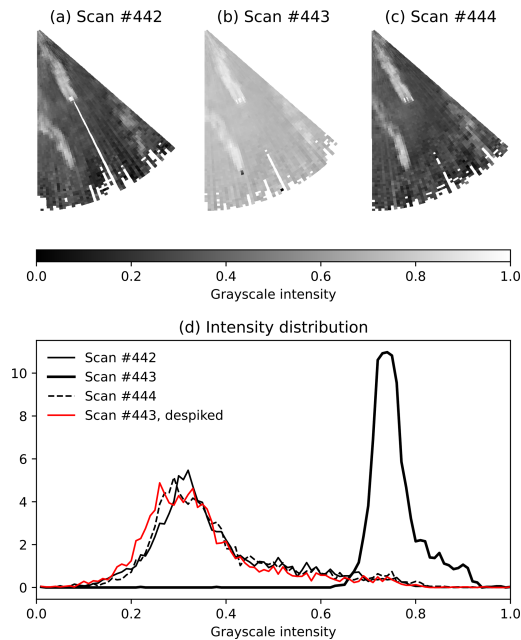 (a) Scan #442
(b) Scan #443
(c) Scan #444
0.0 0.2 0.4 0.6 0.8 1.0
Grayscale intensity
(d) Intensity distribution
Scan #442
Scan #443
Scan #444
Scan #443, despiked
10
8
6
4
2
0
0.0 0.2 0.4 0.6 0.8 1.0
Grayscale intensity